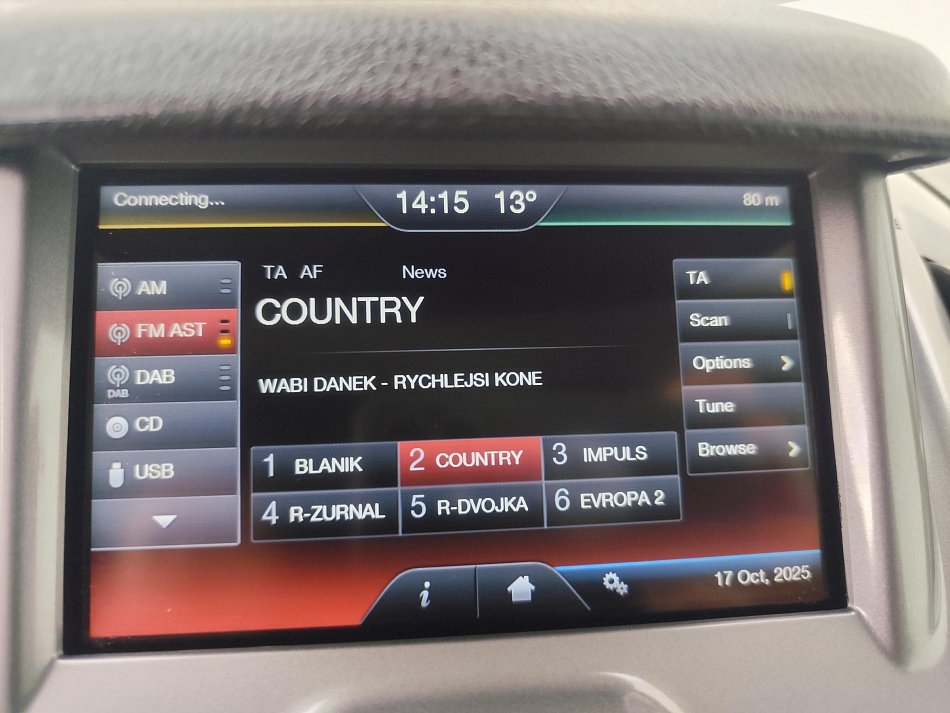 Connecting... 14:15 13° 80 m
AM
FM AST
DAB
DAB
CD
USB
TA AF News
COUNTRY
WABI DANEK - RYCHLEJSI KONE
1 BLANIK 2 COUNTRY 3 IMPULS
4 R-ZURNAL 5 R-DVOJKA 6 EVROPA 2
TA
Scan
Options
Tune
Browse
i
17 Oct, 2025